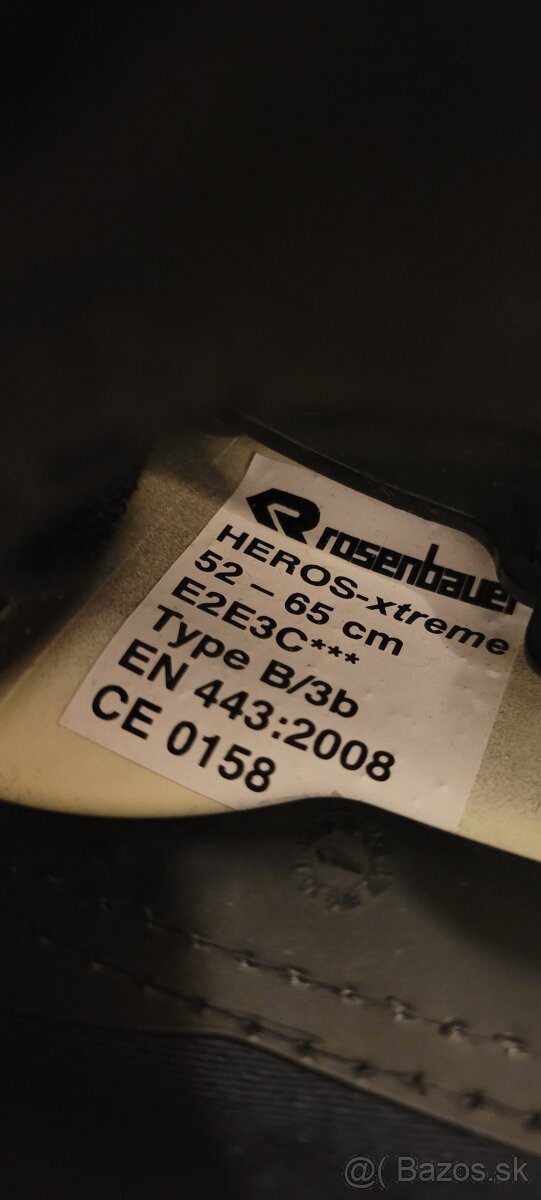 rosenbauer
HEROS-xtreme
52 – 65 cm
E2E3C***
Type B/3b
EN 443:2008
CE 0158
@( Bazos.sk